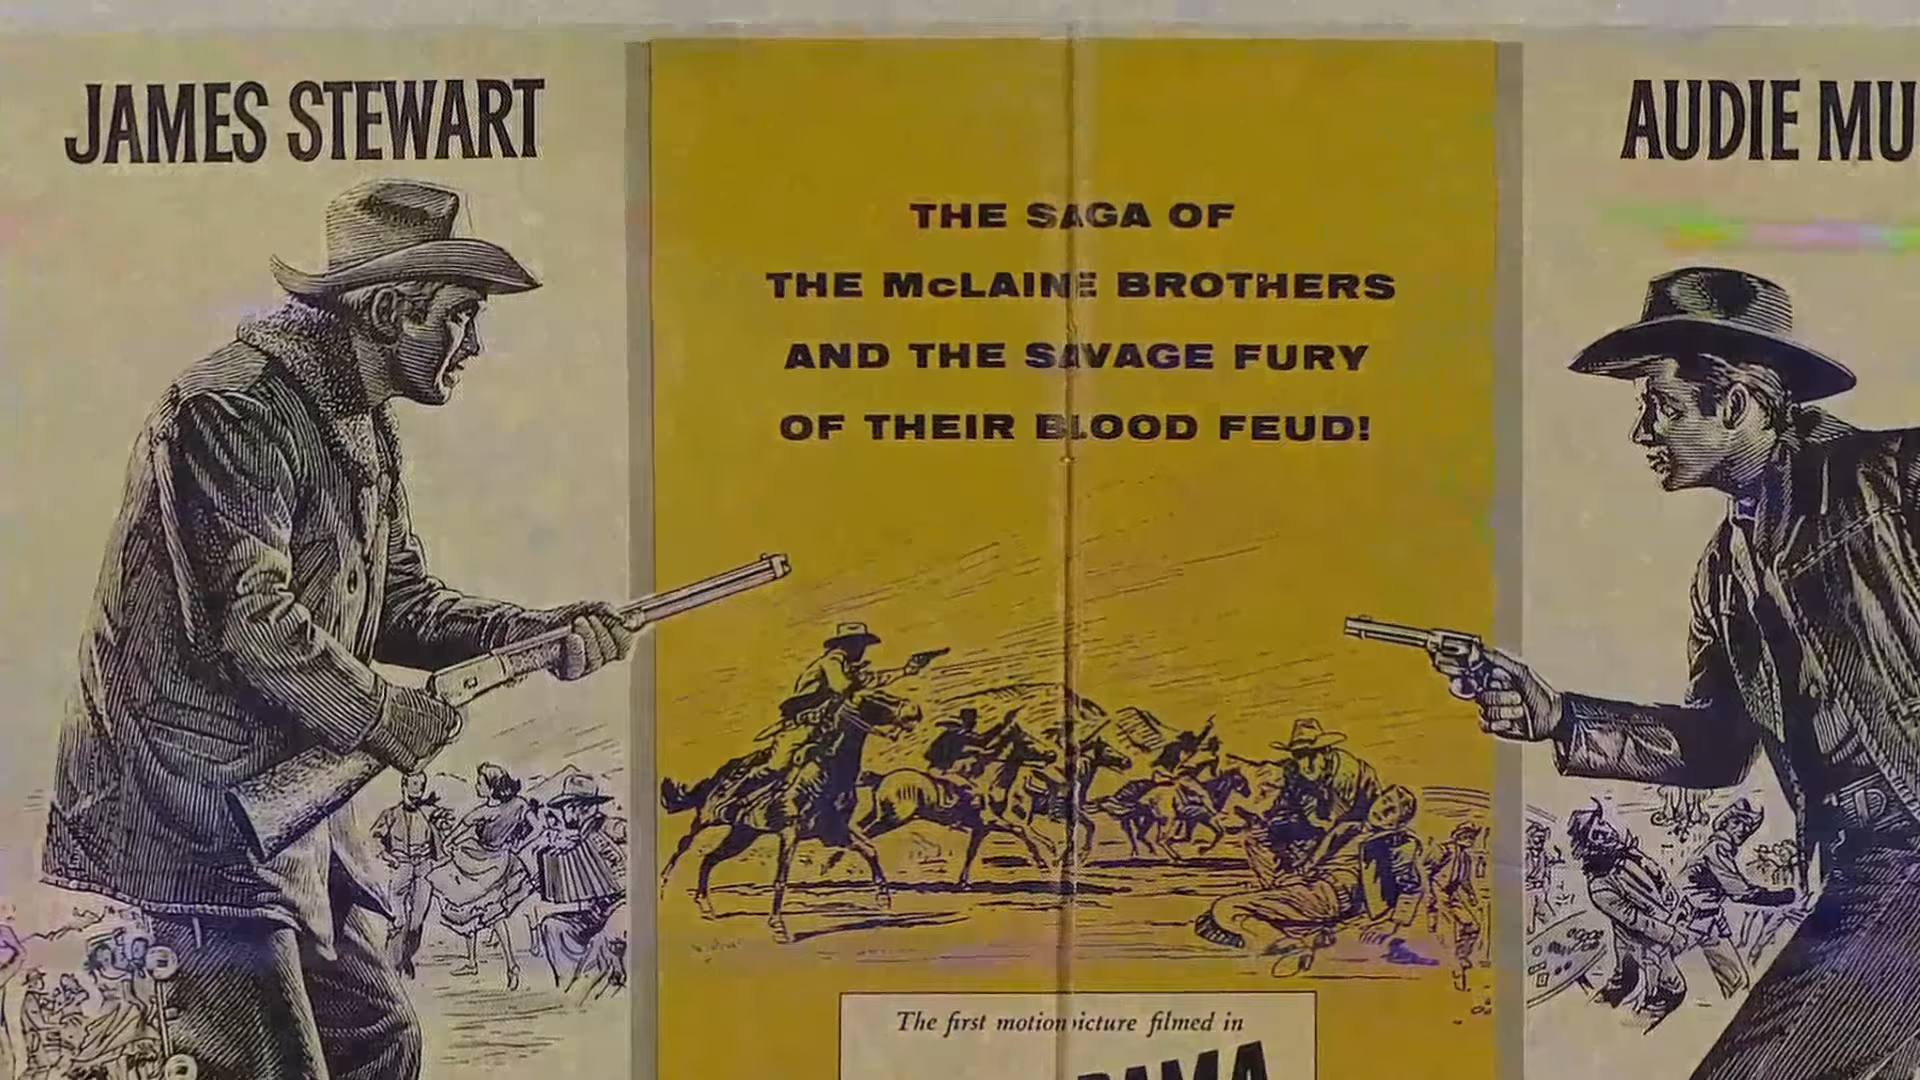 JAMES STEWART
AUDIE MU
THE SAGA OF
THE McLAINE BROTHERS
AND THE SAVAGE FURY
OF THEIR BLOOD FEUD!
The first motion picture filmed in
RAMA